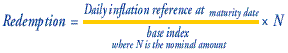 Daily inflation reference at maturity date
Redemption = × N
base index
where N is the nominal amount